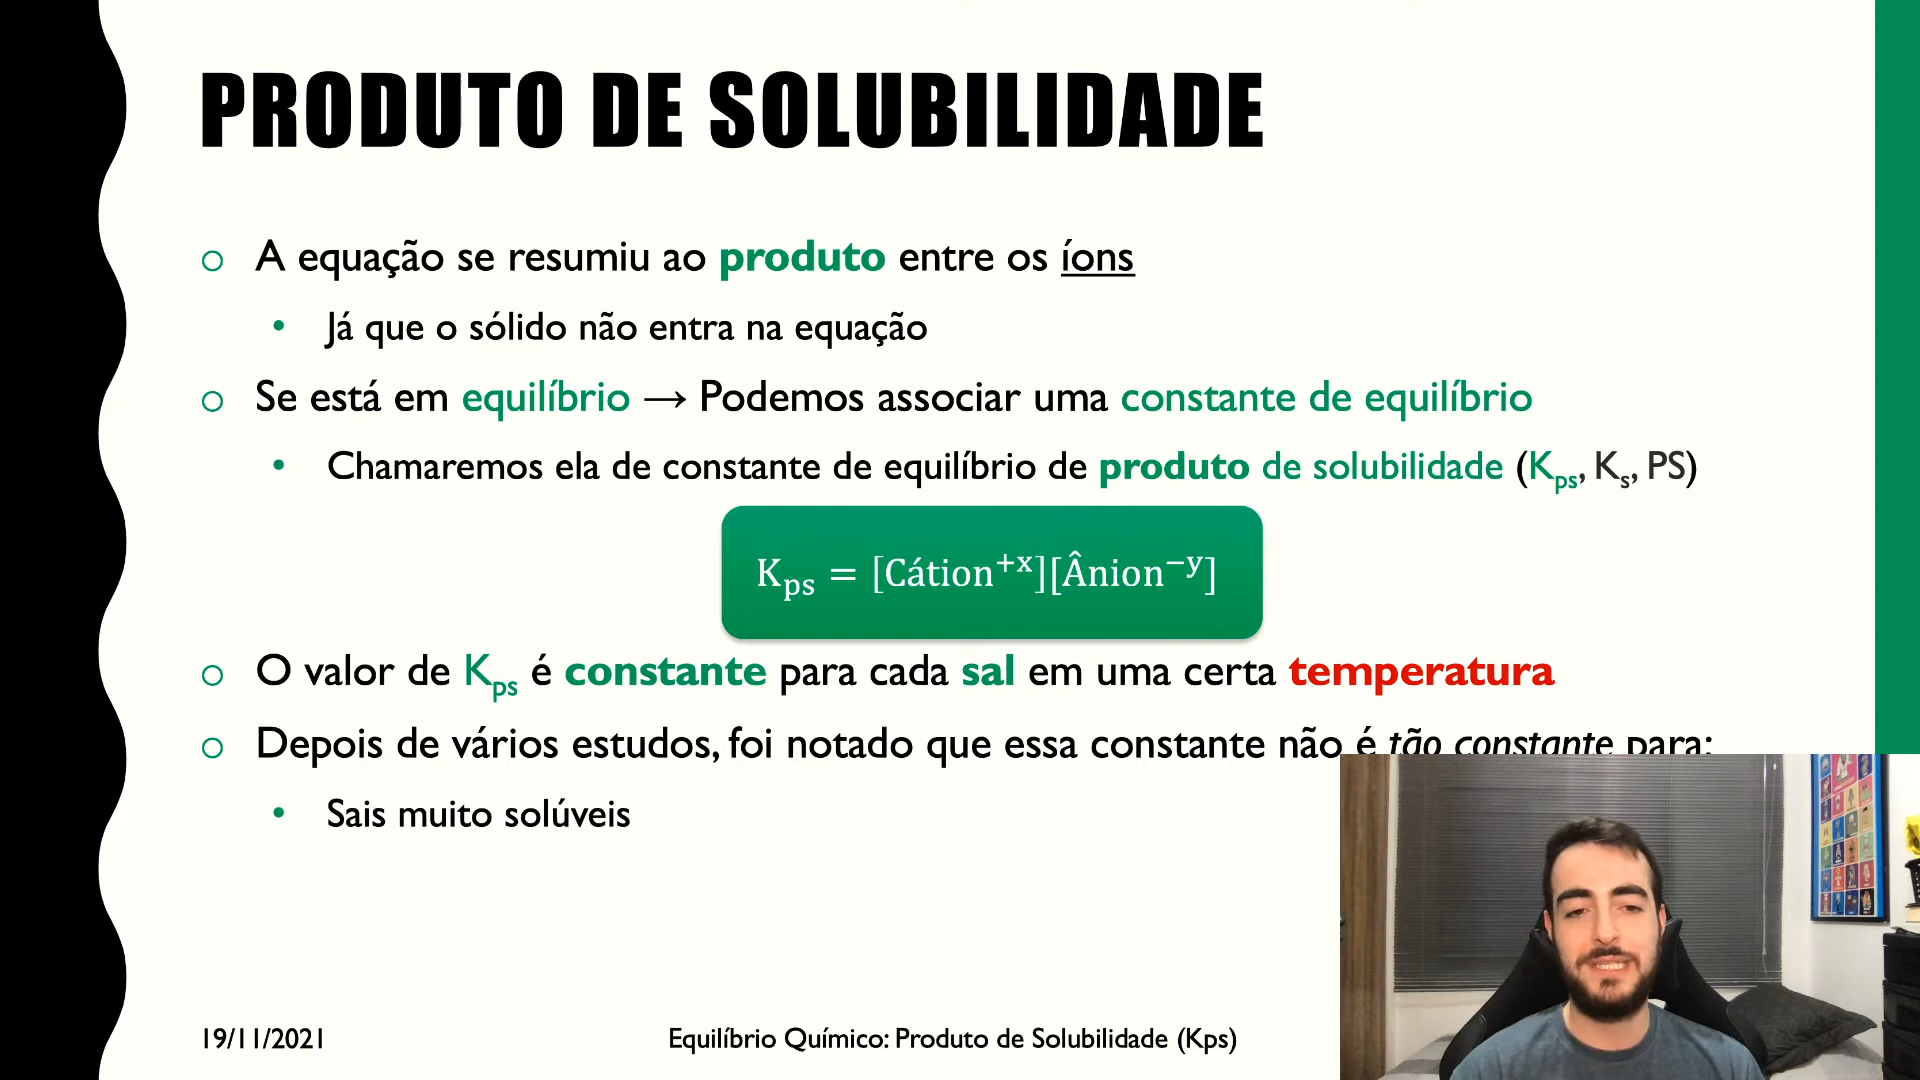 PRODUTO DE SOLUBILIDADE
A equação se resumiu ao produto entre os íons
Já que o sólido não entra na equação
Se está em equilíbrio → Podemos associar uma constante de equilíbrio
Chamaremos ela de constante de equilíbrio de produto de solubilidade (Kps, Ks, PS)
Kps = [Cátion⁺ˣ][Ânion⁻ʸ]
O valor de Kps é constante para cada sal em uma certa temperatura
Depois de vários estudos, foi notado que essa constante não é tão constante para:
Sais muito solúveis
19/11/2021
Equilíbrio Químico: Produto de Solubilidade (Kps)